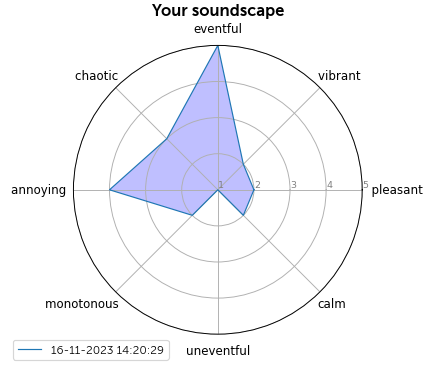 Your soundscape
eventful
chaotic
vibrant
annoying
1 2 3 4 5
pleasant
monotonous
calm
uneventful
16-11-2023 14:20:29